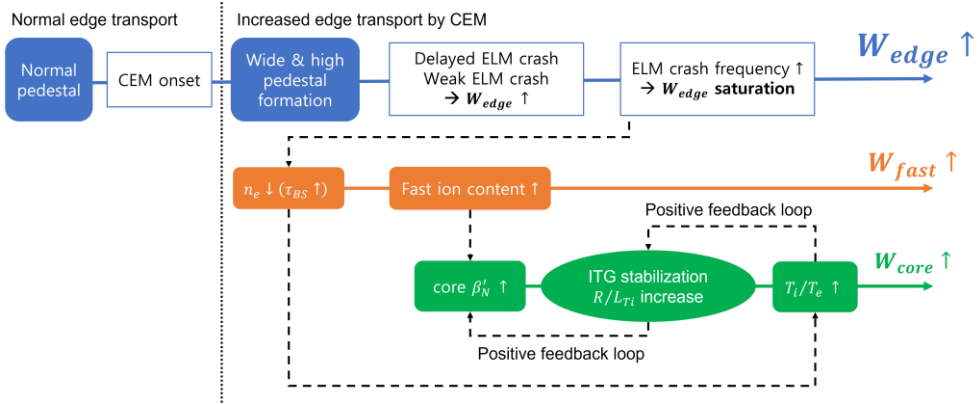 Normal edge transport
Increased edge transport by CEM
Normal
pedestal
CEM onset
Wide & high
pedestal
formation
Delayed ELM crash
Weak ELM crash
→ W_edge ↑
ELM crash frequency ↑
→ W_edge saturation
W_edge ↑
n_e ↓ (τ_BS ↑)
Fast ion content ↑
W_fast ↑
Positive feedback loop
core β′_N ↑
ITG stabilization
R/L_Ti increase
T_i/T_e ↑
W_core ↑
Positive feedback loop